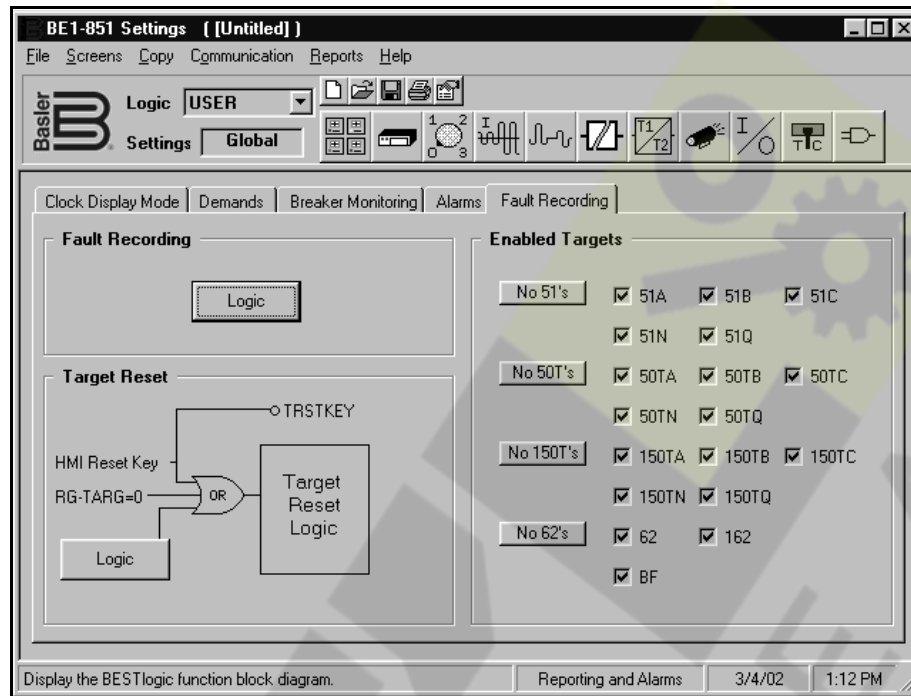 BE1-851 Settings ( [Untitled] )
File Screens Copy Communication Reports Help
Basler
Logic USER
Settings Global
1 2
0 3
I
T1
T2
I
O
T C
Clock Display Mode Demands Breaker Monitoring Alarms Fault Recording
Fault Recording
Logic
Target Reset
TRSTKEY
HMI Reset Key
RG-TARG=0
OR
Target
Reset
Logic
Logic
Enabled Targets
No 51's 51A 51B 51C
51N 51Q
No 50T's 50TA 50TB 50TC
50TN 50TQ
No 150T's 150TA 150TB 150TC
150TN 150TQ
No 62's 62 162
BF
Display the BESTlogic function block diagram. Reporting and Alarms 3/4/02 1:12 PM